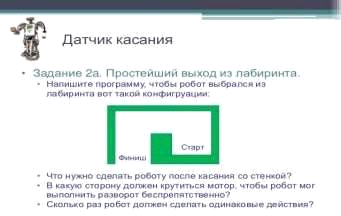 Датчик касания
• Задание 2а. Простейший выход из лабиринта.
• Напишите программу, чтобы робот выбрался из
лабиринта вот такой конфигруации:
Старт
Финиш
• Что нужно сделать роботу после касания со стенкой?
• В какую сторону должен крутиться мотор, чтобы робот мог
выполнить разворот беспрепятственно?
• Сколько раз робот должен сделать одинаковые действия?